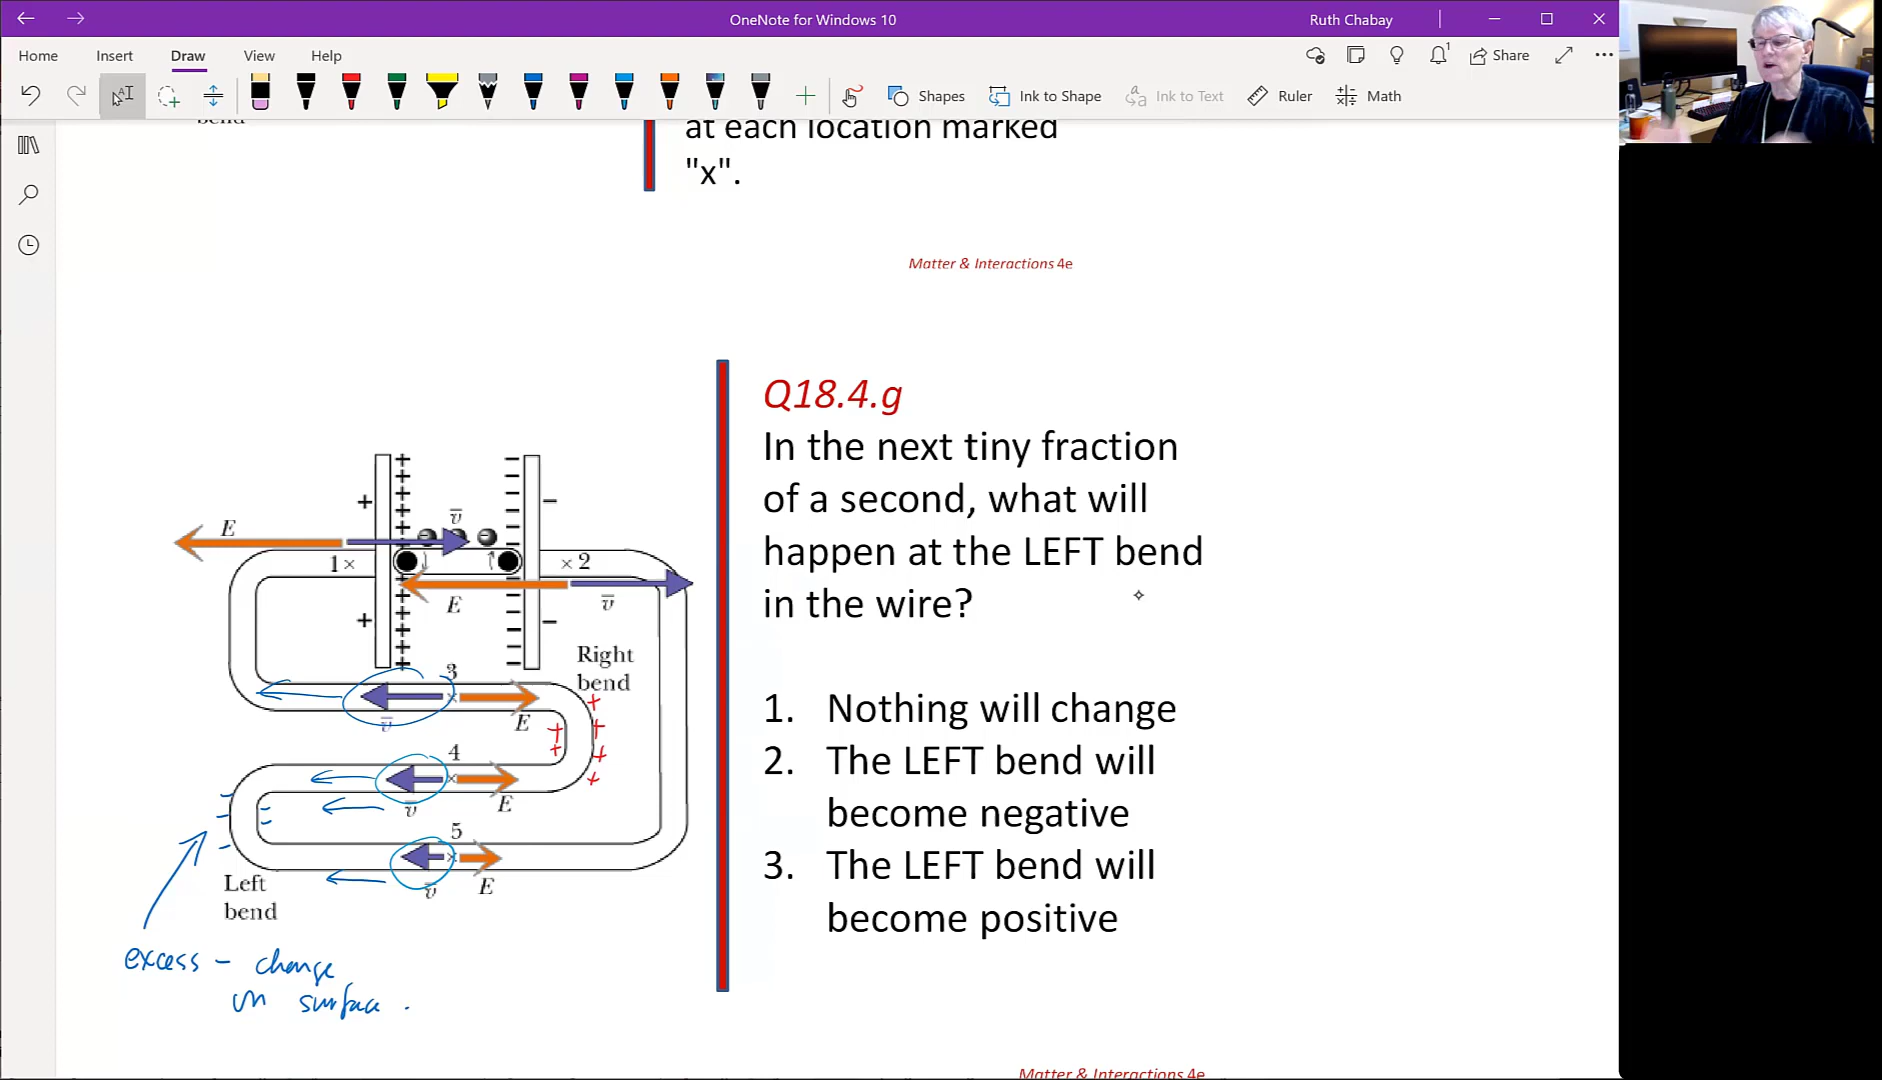 OneNote for Windows 10
Ruth Chabay
Home Insert Draw View Help
Share
Shapes Ink to Shape Ink to Text Ruler Math
bend
at each location marked
"x".
Matter & Interactions 4e
Q18.4.g
In the next tiny fraction
of a second, what will
happen at the LEFT bend
in the wire?
1. Nothing will change
2. The LEFT bend will
become negative
3. The LEFT bend will
become positive
E
v̄
1×
×2
E
v̄
Right
bend
3
×
v̄
E
4
×
v̄
E
5
×
v̄
E
Left
bend
excess - charge
on surface.
Matter & Interactions 4e